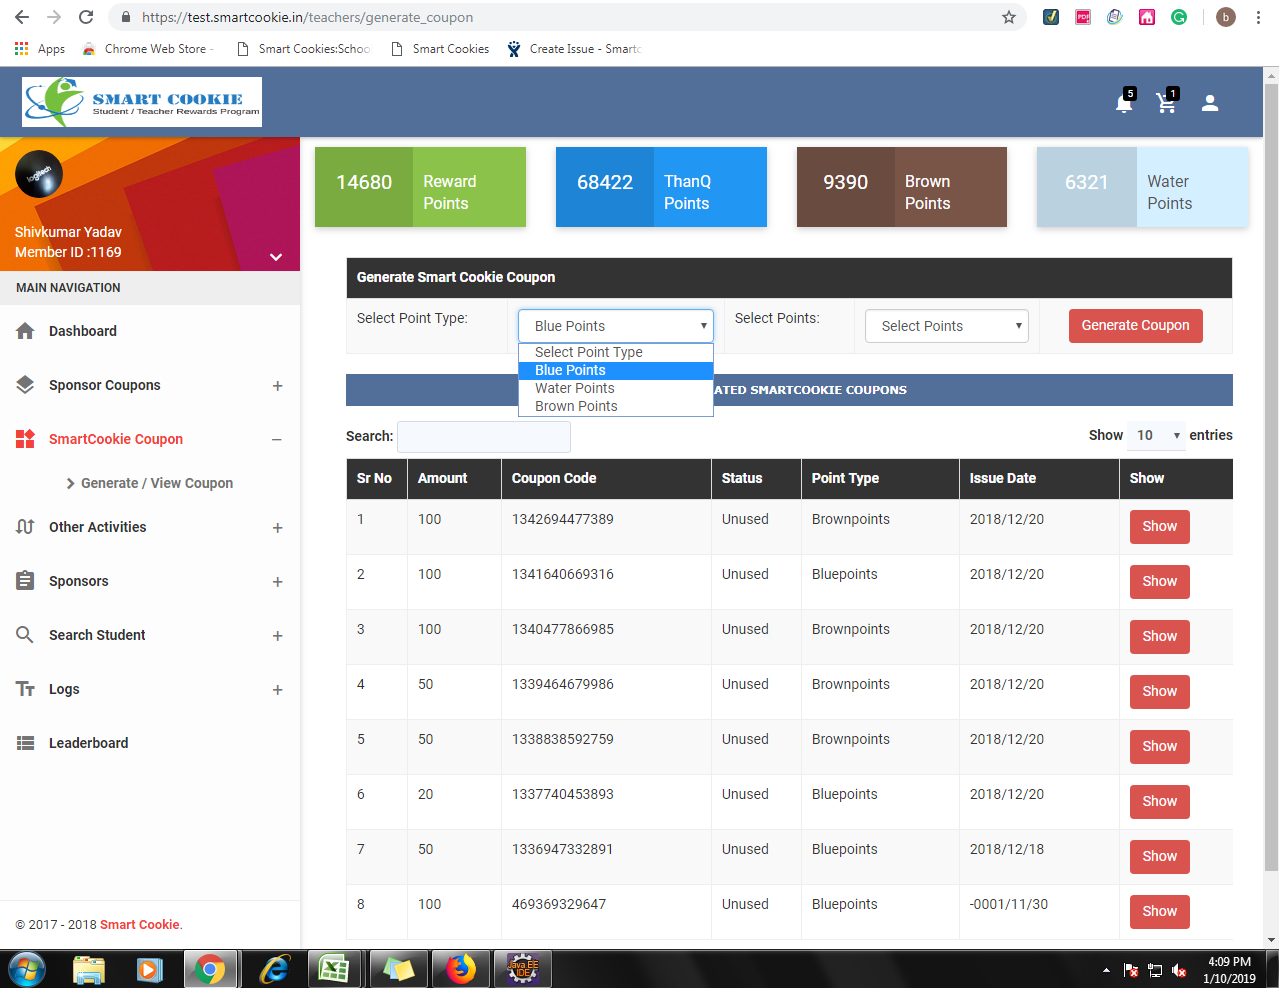 https://test.smartcookie.in/teachers/generate_coupon
b
Apps
Chrome Web Store -
Smart Cookies:Schoo
Smart Cookies
Create Issue - Smart
SMART COOKIE
Student / Teacher Rewards Program
5
1
logitech
Shivkumar Yadav
Member ID :1169
14680
Reward
Points
68422
ThanQ
Points
9390
Brown
Points
6321
Water
Points
MAIN NAVIGATION
Dashboard
Sponsor Coupons +
SmartCookie Coupon −
Generate / View Coupon
Other Activities +
Sponsors +
Search Student +
Logs +
Leaderboard
© 2017 - 2018 Smart Cookie.
Generate Smart Cookie Coupon
Select Point Type:
Blue Points
Select Point Type
Blue Points
Water Points
Brown Points
Select Points:
Select Points
Generate Coupon
ATED SMARTCOOKIE COUPONS
Search:
Show 10 entries
Sr No Amount Coupon Code Status Point Type Issue Date Show
1 100 1342694477389 Unused Brownpoints 2018/12/20 Show
2 100 1341640669316 Unused Bluepoints 2018/12/20 Show
3 100 1340477866985 Unused Brownpoints 2018/12/20 Show
4 50 1339464679986 Unused Brownpoints 2018/12/20 Show
5 50 1338838592759 Unused Brownpoints 2018/12/20 Show
6 20 1337740453893 Unused Bluepoints 2018/12/20 Show
7 50 1336947332891 Unused Bluepoints 2018/12/18 Show
8 100 469369329647 Unused Bluepoints -0001/11/30 Show
Java EE
IDE
4:09 PM
1/10/2019